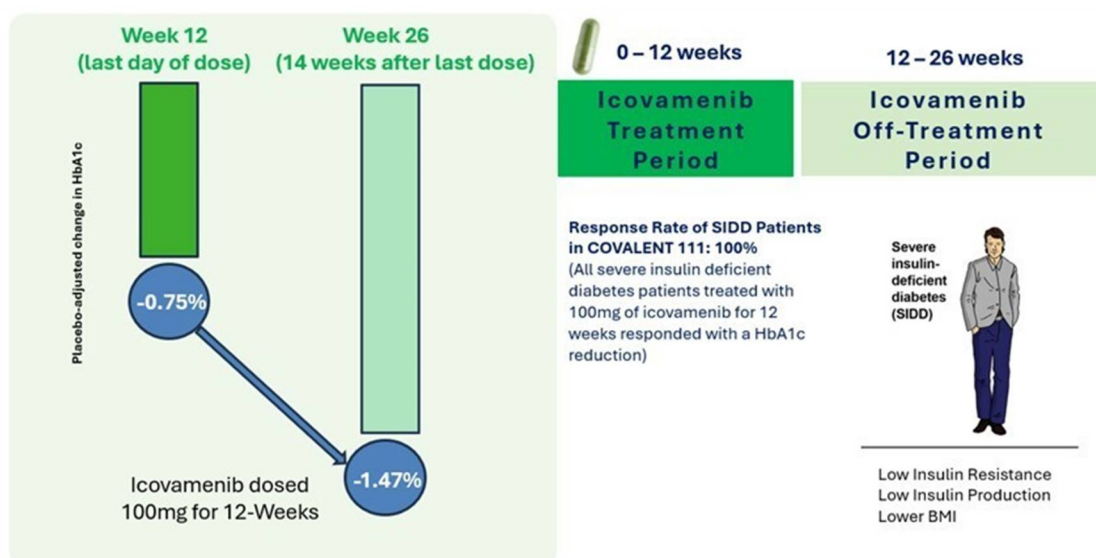 Week 12
(last day of dose)
Week 26
(14 weeks after last dose)
Placebo-adjusted change in HbA1c
-0.75%
-1.47%
Icovamenib dosed
100mg for 12-Weeks
0 – 12 weeks
Icovamenib
Treatment
Period
12 – 26 weeks
Icovamenib
Off-Treatment
Period
Response Rate of SIDD Patients
in COVALENT 111: 100%
(All severe insulin deficient
diabetes patients treated with
100mg of icovamenib for 12
weeks responded with a HbA1c
reduction)
Severe
insulin-
deficient
diabetes
(SIDD)
Low Insulin Resistance
Low Insulin Production
Lower BMI